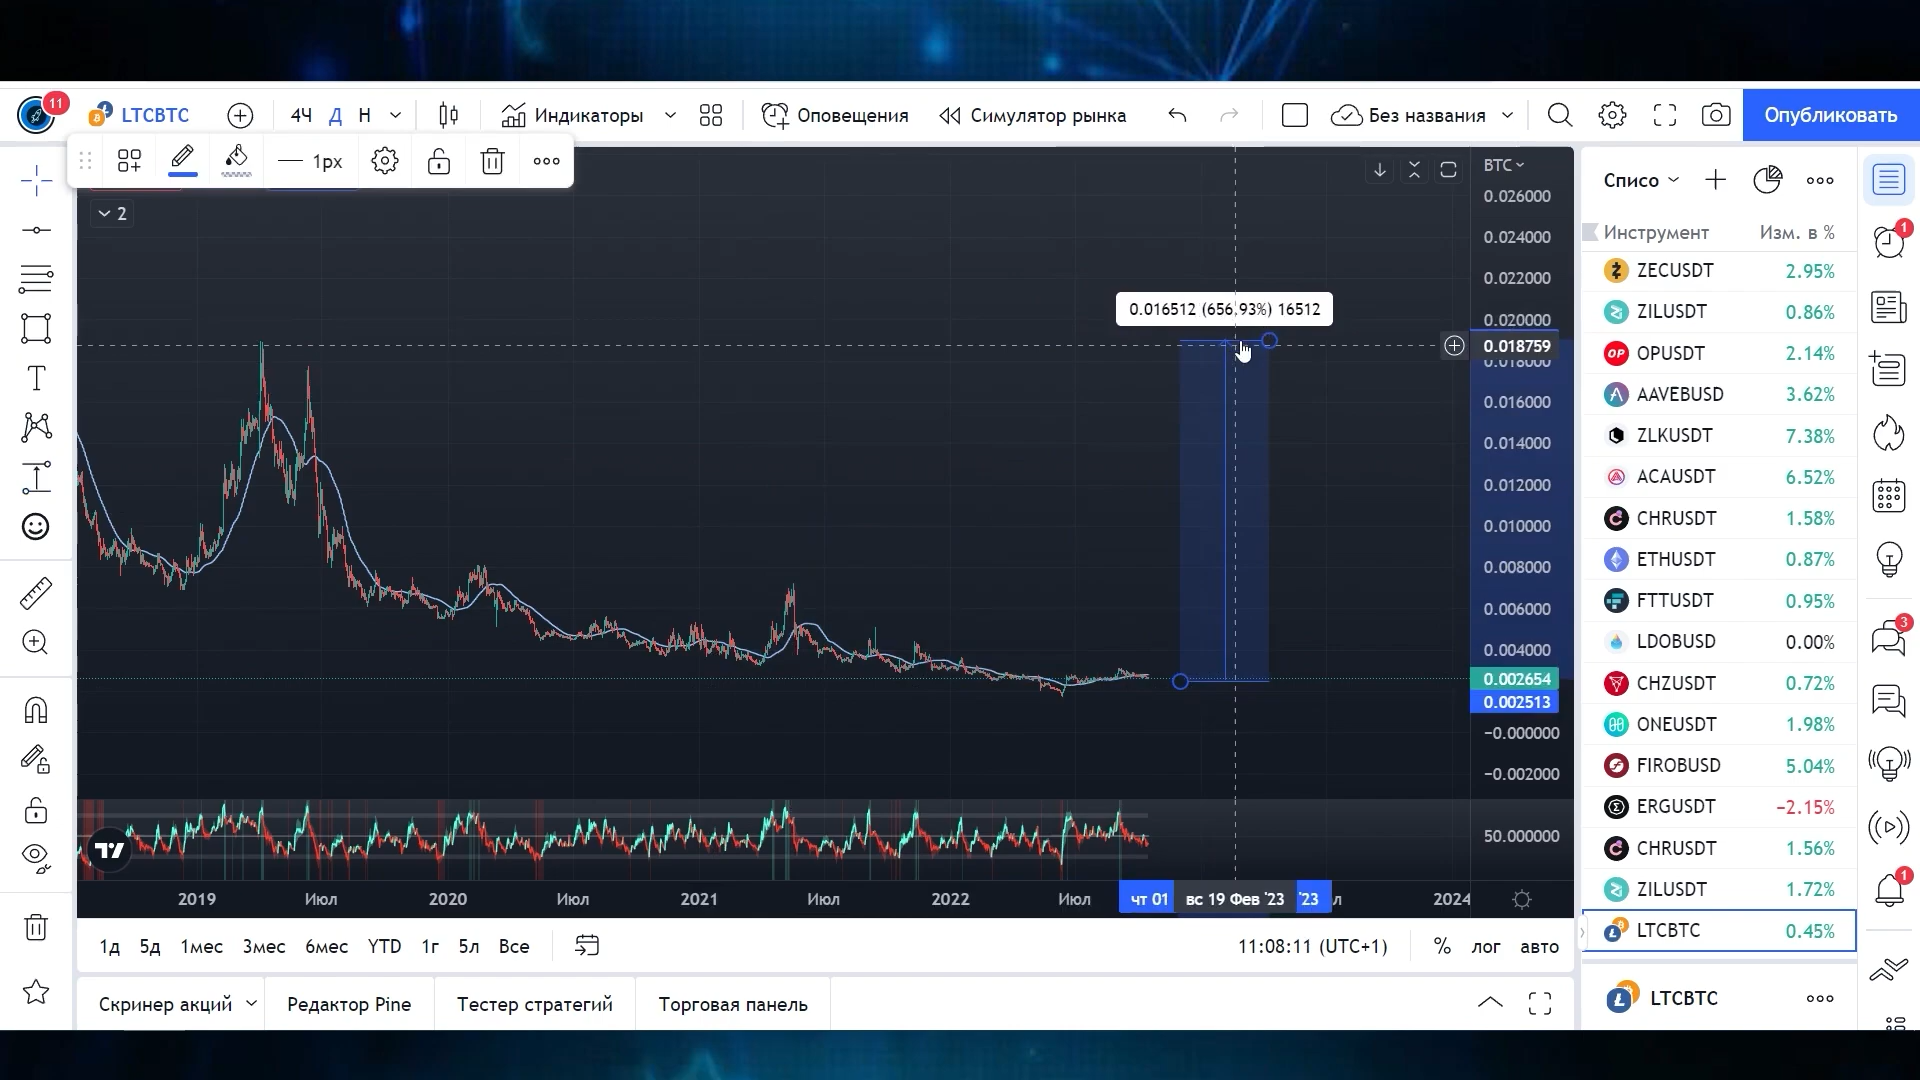 11
LTCBTC
4Ч Д Н
Индикаторы
Оповещения
Симулятор рынка
Без названия
Опубликовать
1px
2
BTC
0.026000
0.024000
0.022000
0.020000
0.018759
0.018000
0.016000
0.014000
0.012000
0.010000
0.008000
0.006000
0.004000
0.002654
0.002513
−0.000000
−0.002000
50.000000
0.016512 (656.93%) 16512
2019
Июл
2020
Июл
2021
Июл
2022
Июл
чт 01
вс 19 Фев '23
'23
л
2024
1д 5д 1мес 3мес 6мес YTD 1г 5л Все
11:08:11 (UTC+1)
% лог авто
Скринер акций
Редактор Pine
Тестер стратегий
Торговая панель
Списо
Инструмент Изм. в %
ZECUSDT 2.95%
ZILUSDT 0.86%
OP OPUSDT 2.14%
AAVEBUSD 3.62%
ZLKUSDT 7.38%
ACAUSDT 6.52%
CHRUSDT 1.58%
ETHUSDT 0.87%
FTTUSDT 0.95%
LDOBUSD 0.00%
CHZUSDT 0.72%
ONEUSDT 1.98%
FIROBUSD 5.04%
ERGUSDT −2.15%
CHRUSDT 1.56%
ZILUSDT 1.72%
LTCBTC 0.45%
LTCBTC
1
3
1